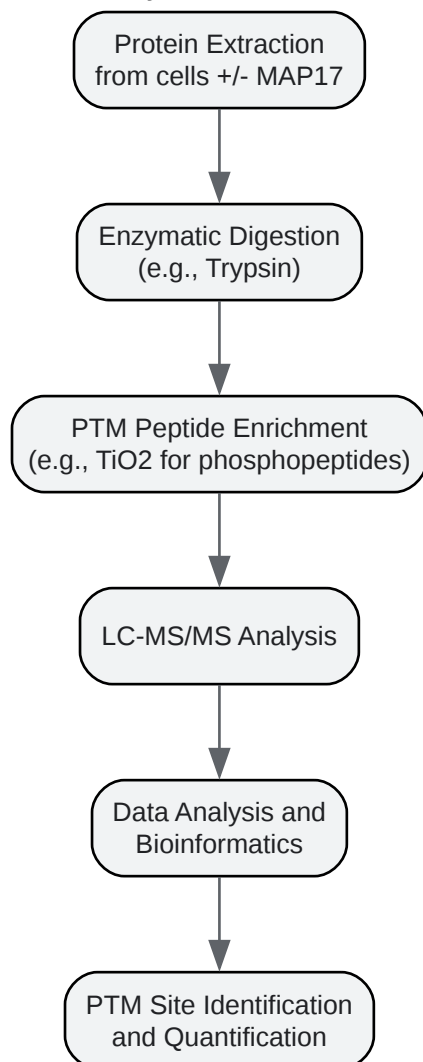 Protein Extraction
from cells +/- MAP17
Enzymatic Digestion
(e.g., Trypsin)
PTM Peptide Enrichment
(e.g., TiO2 for phosphopeptides)
LC-MS/MS Analysis
Data Analysis and
Bioinformatics
PTM Site Identification
and Quantification